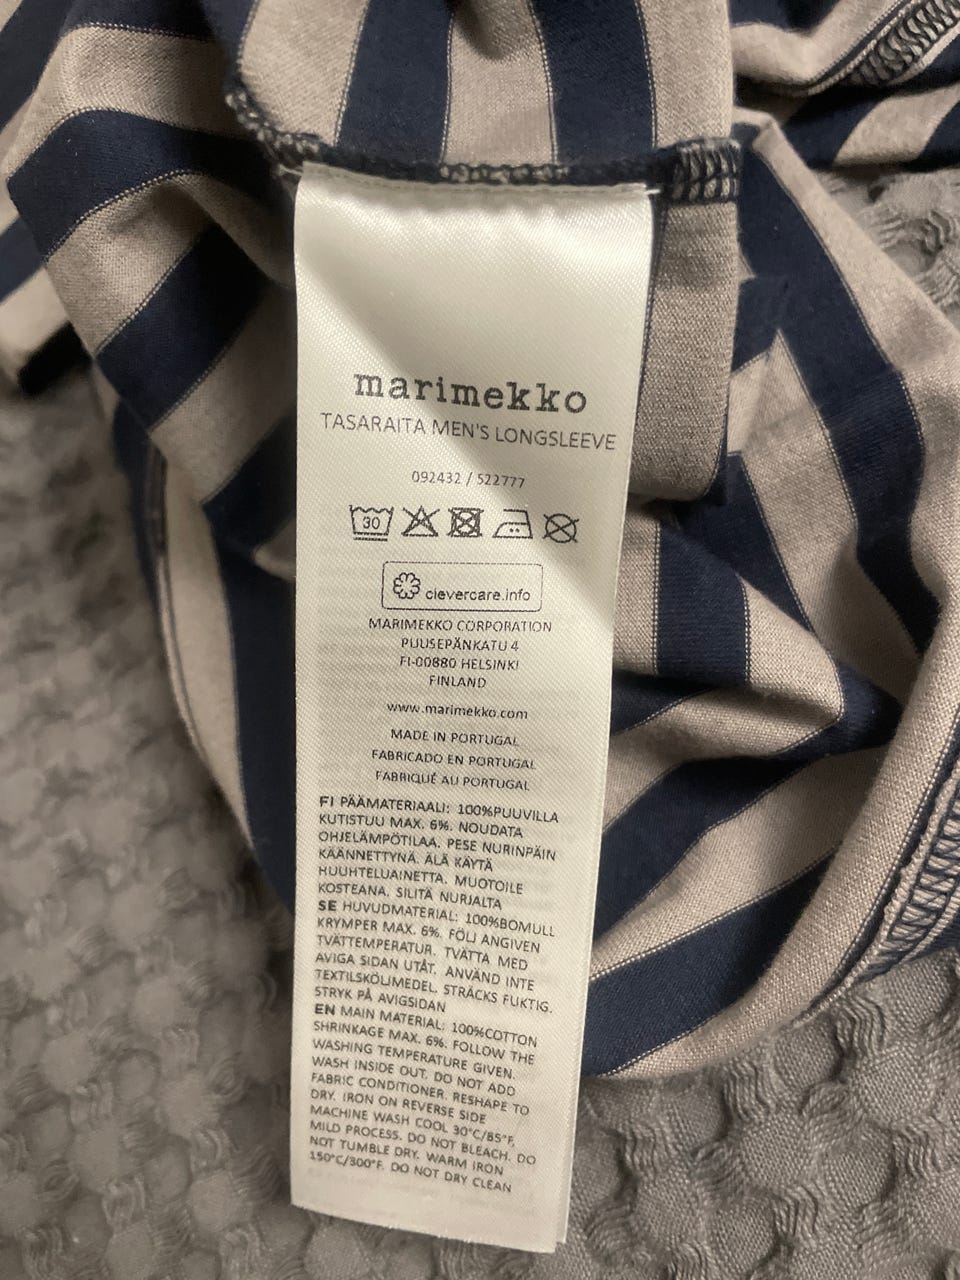 marimekko
TASARAITA MEN'S LONGSLEEVE
092432 / 522777
30
clevercare.info
MARIMEKKO CORPORATION
PUUSEPÄNKATU 4
FI-00880 HELSINKI
FINLAND
www.marimekko.com
MADE IN PORTUGAL
FABRICADO EN PORTUGAL
FABRIQUÉ AU PORTUGAL
FI PÄÄMATERIAALI: 100%PUUVILLA
KUTISTUU MAX. 6%. NOUDATA
OHJELÄMPÖTILAA. PESE NURINPÄIN
KÄÄNNETTYNÄ. ÄLÄ KÄYTÄ
HUUHTELUAINETTA. MUOTOILE
KOSTEANA. SILITÄ NURJALTA
SE HUVUDMATERIAL: 100%BOMULL
KRYMPER MAX. 6%. FÖLJ ANGIVEN
TVÄTTEMPERATUR. TVÄTTA MED
AVIGA SIDAN UTÅT. ANVÄND INTE
TEXTILSKÖLJMEDEL. STRÄCKS FUKTIG.
STRYK PÅ AVIGSIDAN
EN MAIN MATERIAL: 100%COTTON
SHRINKAGE MAX. 6%. FOLLOW THE
WASHING TEMPERATURE GIVEN.
WASH INSIDE OUT. DO NOT ADD
FABRIC CONDITIONER. RESHAPE TO
DRY. IRON ON REVERSE SIDE
MACHINE WASH COOL 30°C/85°F,
MILD PROCESS. DO NOT BLEACH. DO
NOT TUMBLE DRY. WARM IRON
150°C/300°F. DO NOT DRY CLEAN